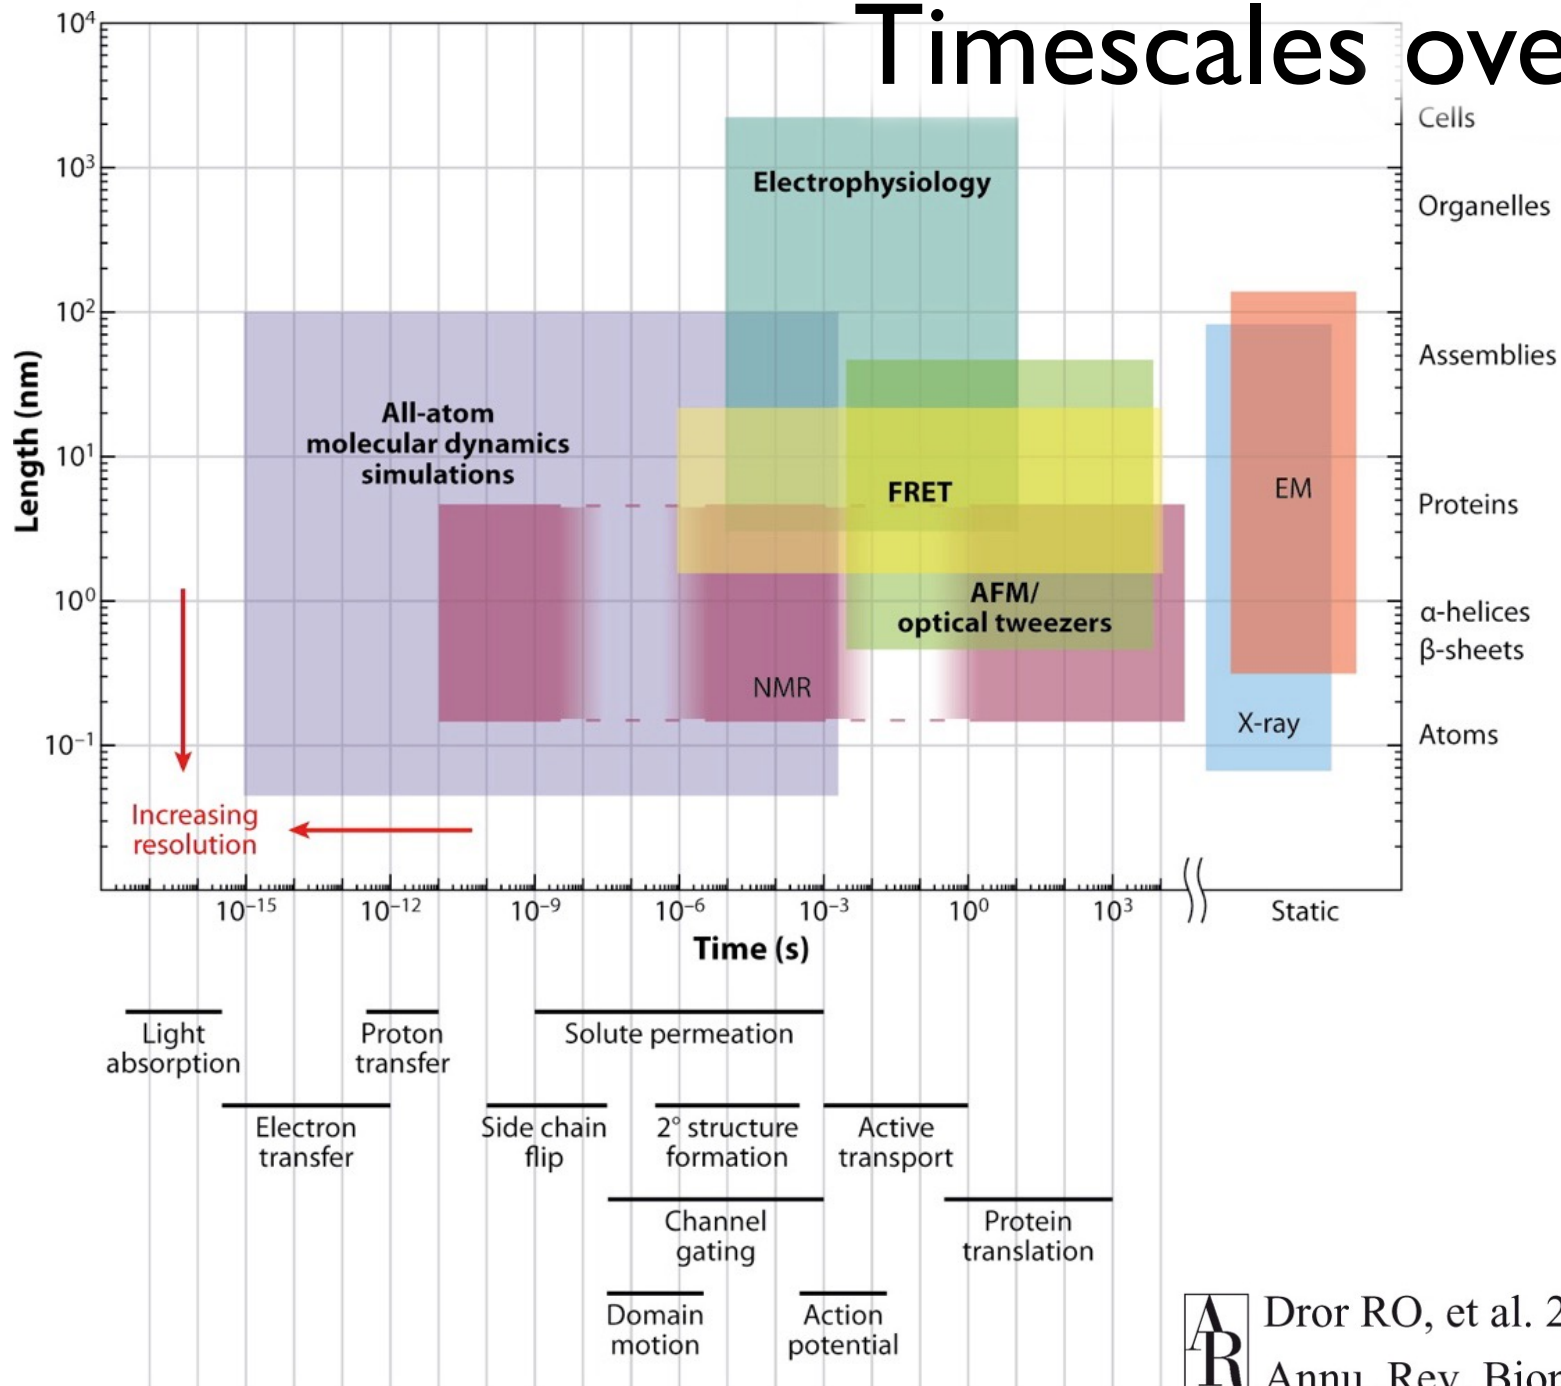 Timescales ove
10⁴
10³
10²
10¹
10⁰
10⁻¹
Length (nm)
Cells
Organelles
Assemblies
Proteins
α-helices
β-sheets
Atoms
Electrophysiology
All-atom
molecular dynamics
simulations
FRET
EM
AFM/
optical tweezers
NMR
X-ray
Increasing
resolution
10⁻¹⁵ 10⁻¹² 10⁻⁹ 10⁻⁶ 10⁻³ 10⁰ 10³ Static
Time (s)
Light
absorption
Proton
transfer
Solute permeation
Electron
transfer
Side chain
flip
2° structure
formation
Active
transport
Channel
gating
Protein
translation
Domain
motion
Action
potential
AR
Dror RO, et al. 2
Annu. Rev. Bio